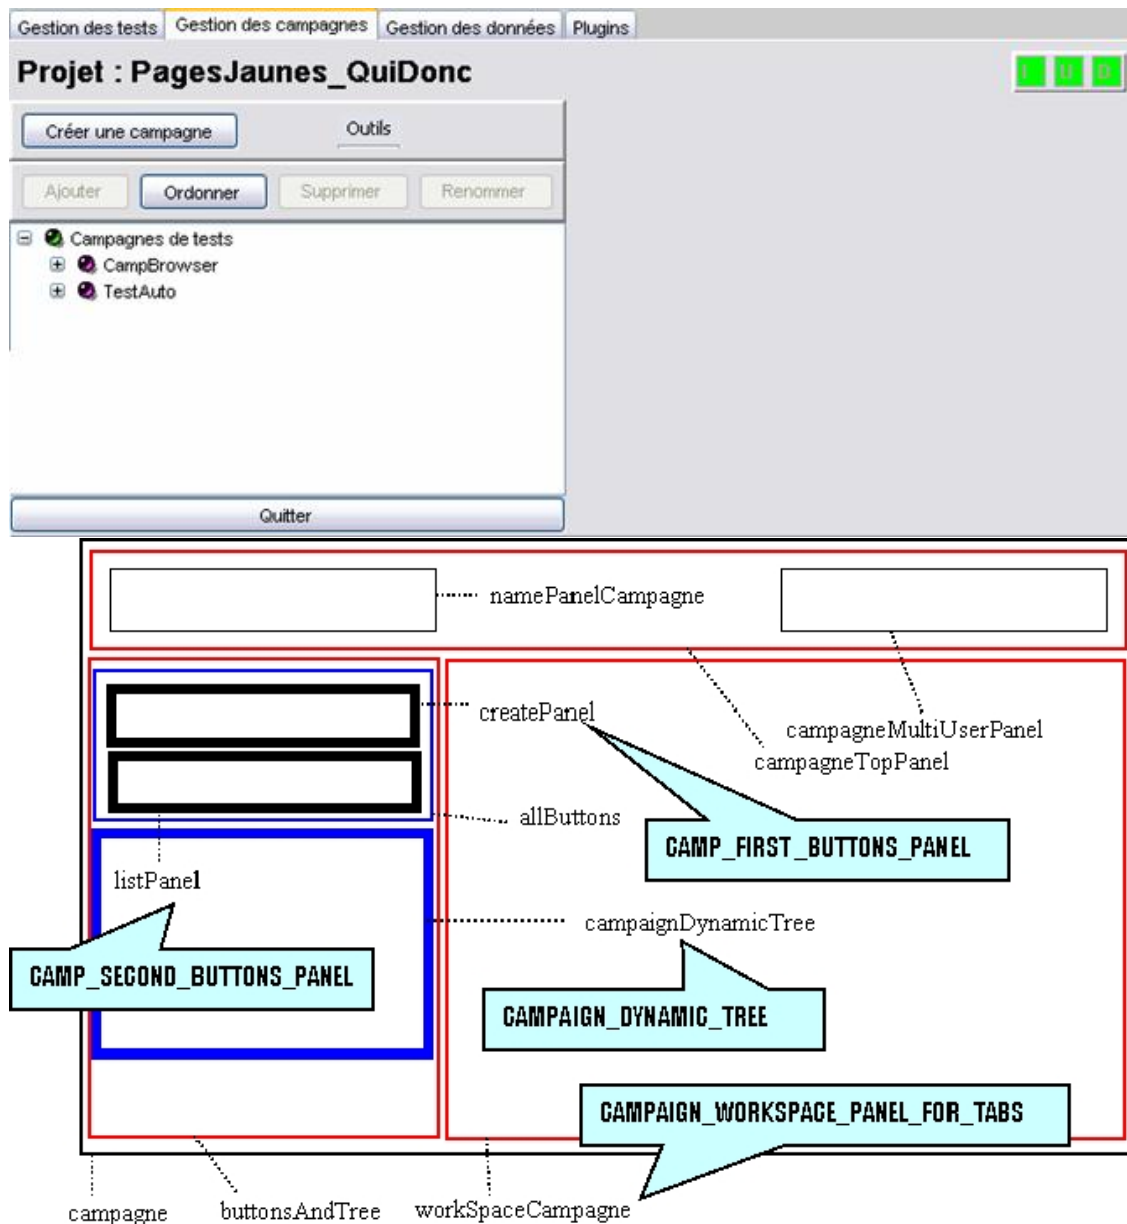 Gestion des tests Gestion des campagnes Gestion des données Plugins
Projet : PagesJaunes_QuiDonc
I U D
Créer une campagne Outils
Ajouter Ordonner Supprimer Renommer
Campagnes de tests
CampBrowser
TestAuto
Quitter
namePanelCampagne
createPanel
campagneMultiUserPanel
campagneTopPanel
allButtons
CAMP_FIRST_BUTTONS_PANEL
listPanel
campaignDynamicTree
CAMP_SECOND_BUTTONS_PANEL
CAMPAIGN_DYNAMIC_TREE
CAMPAIGN_WORKSPACE_PANEL_FOR_TABS
campagne buttonsAndTree workSpaceCampagne